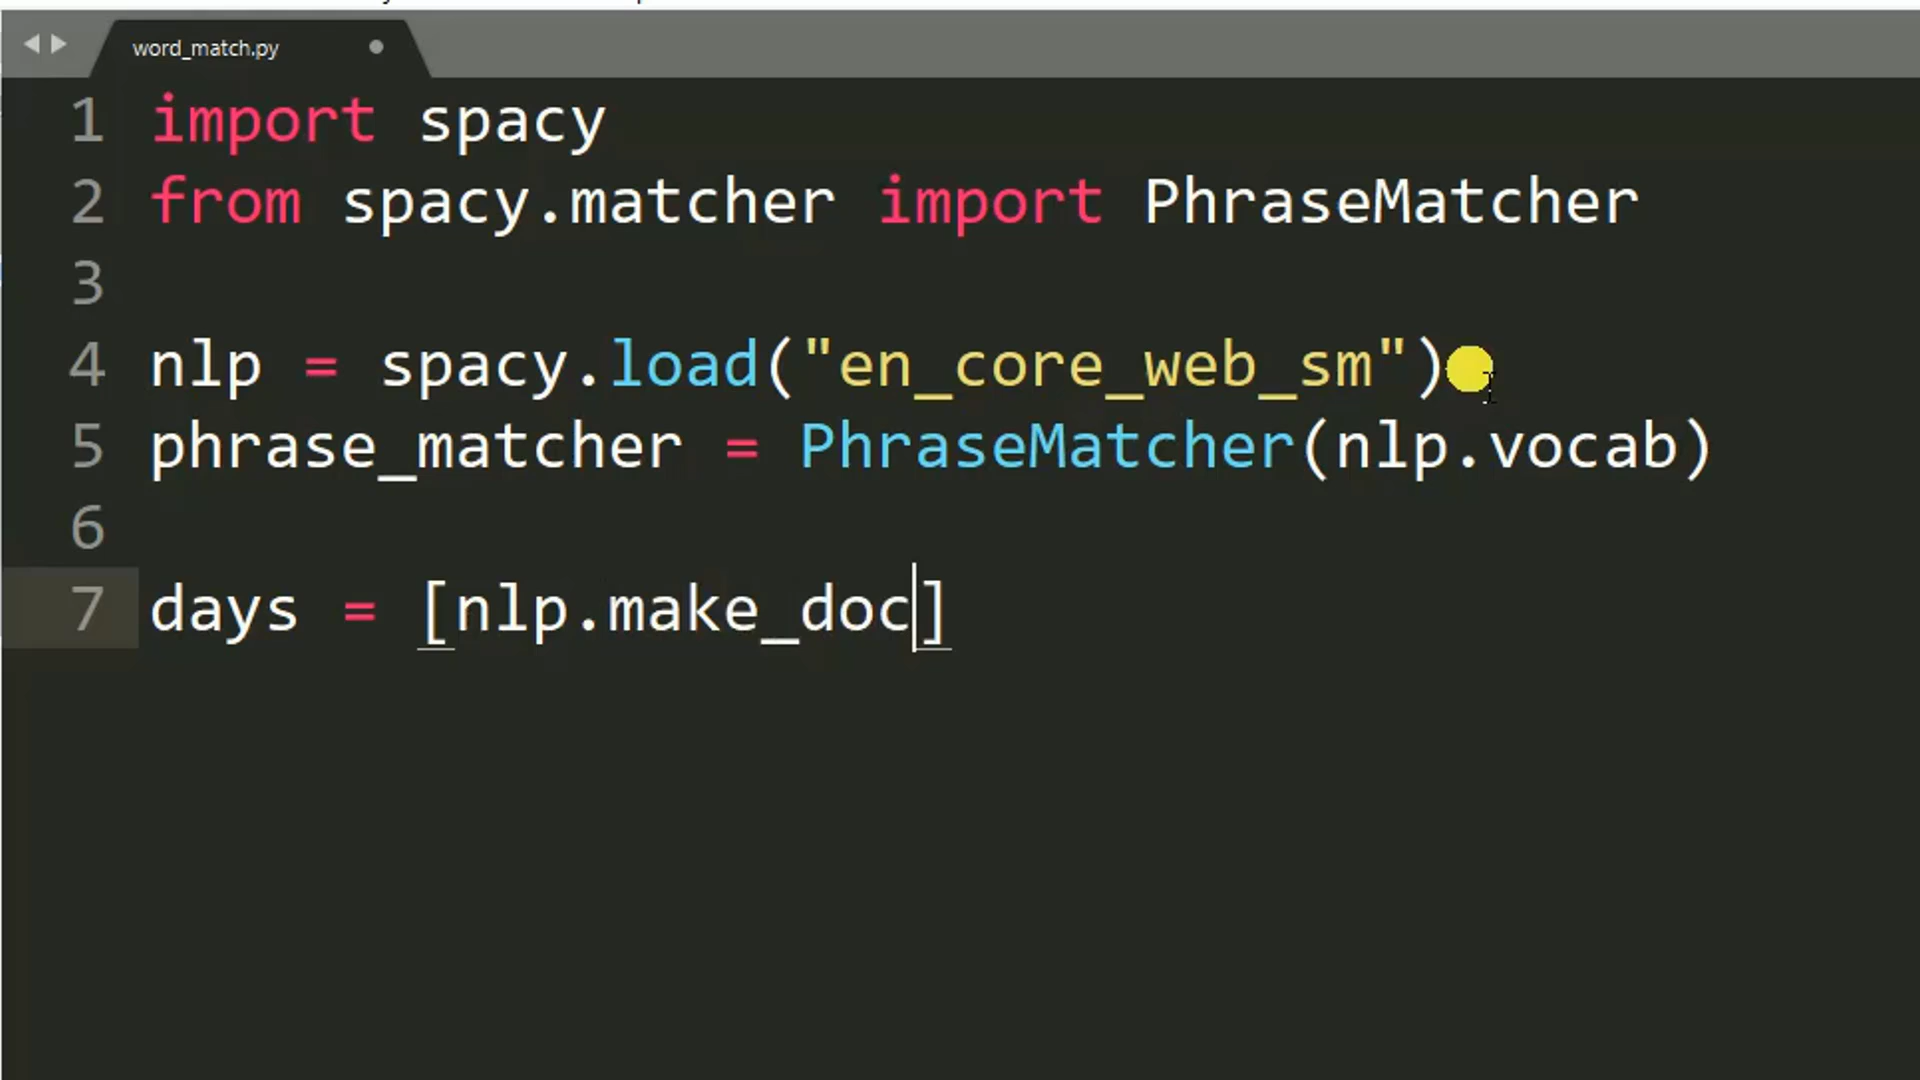 word_match.py
1 import spacy
2 from spacy.matcher import PhraseMatcher
3
4 nlp = spacy.load("en_core_web_sm")
5 phrase_matcher = PhraseMatcher(nlp.vocab)
6
7 days = [nlp.make_doc]